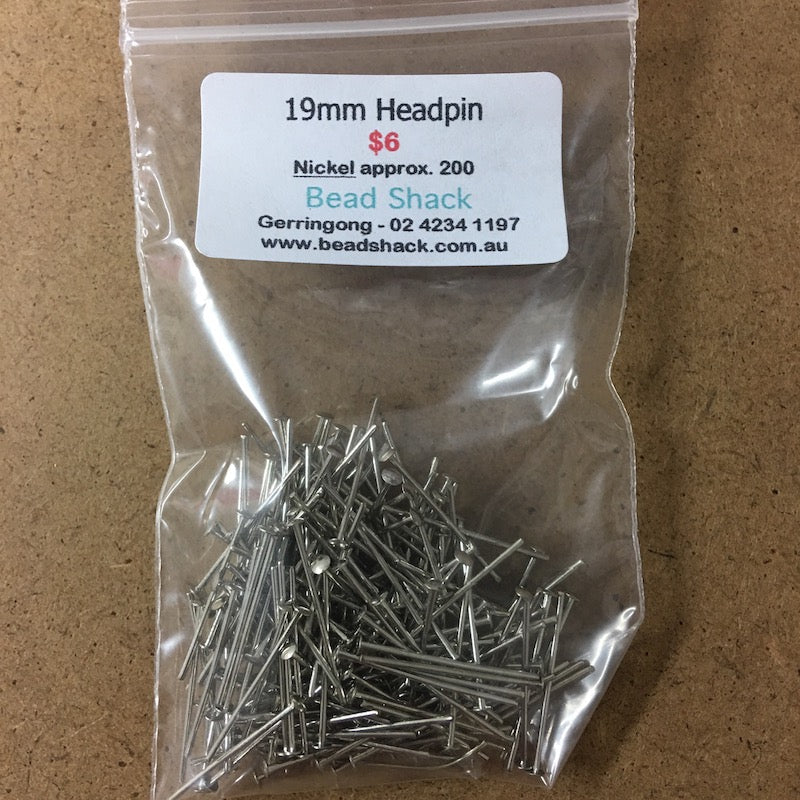 19mm Headpin
$6
Nickel approx. 200
Bead Shack
Gerringong - 02 4234 1197
www.beadshack.com.au